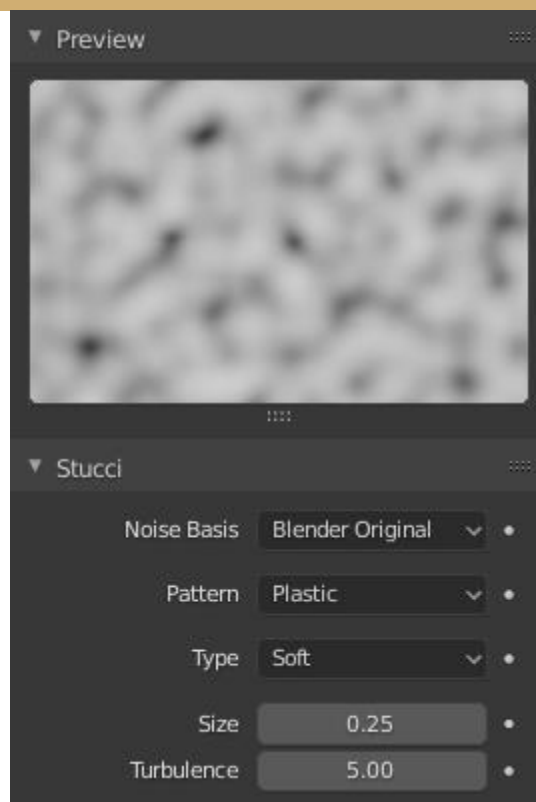 Preview
Stucci
Noise Basis Blender Original
Pattern Plastic
Type Soft
Size 0.25
Turbulence 5.00